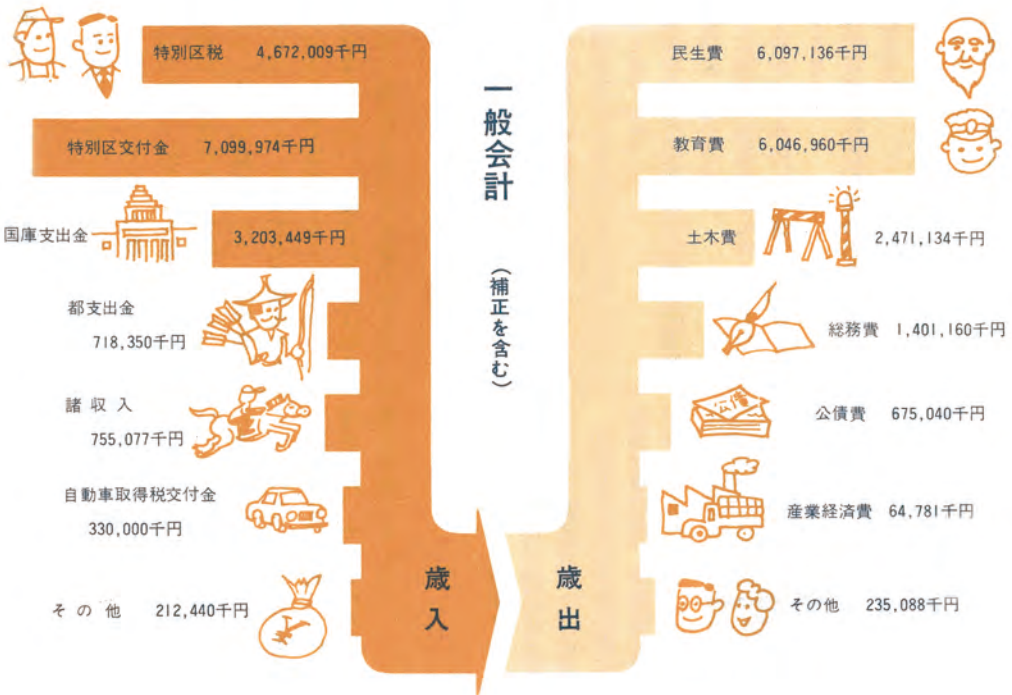 一般会計
(補正を含む)
特別区税 4,672,009千円
特別区交付金 7,099,974千円
国庫支出金 3,203,449千円
都支出金
718,350千円
諸収入
755,077千円
自動車取得税交付金
330,000千円
その他 212,440千円
歳入
民生費 6,097,136千円
教育費 6,046,960千円
土木費 2,471,134千円
総務費 1,401,160千円
公債
公債費 675,040千円
産業経済費 64,781千円
その他 235,088千円
歳出